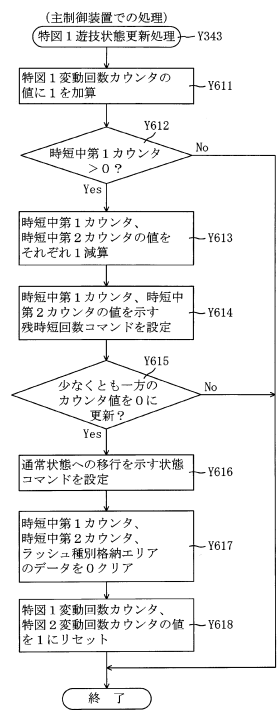 (主制御装置での処理)
特図1遊技状態更新処理
Y343
特図1変動回数カウンタの
値に1を加算
Y611
Y612
時短中第1カウンタ
>0?
No
Yes
時短中第1カウンタ、
時短中第2カウンタの値を
それぞれ1減算
Y613
時短中第1カウンタ、時短中
第2カウンタの値を示す
残時短回数コマンドを設定
Y614
Y615
少なくとも一方の
カウンタ値を0に
更新?
No
Yes
通常状態への移行を示す状態
コマンドを設定
Y616
時短中第1カウンタ、
時短中第2カウンタ、
ラッシュ種別格納エリア
のデータを0クリア
Y617
特図1変動回数カウンタ、
特図2変動回数カウンタの値
を1にリセット
Y618
終 了